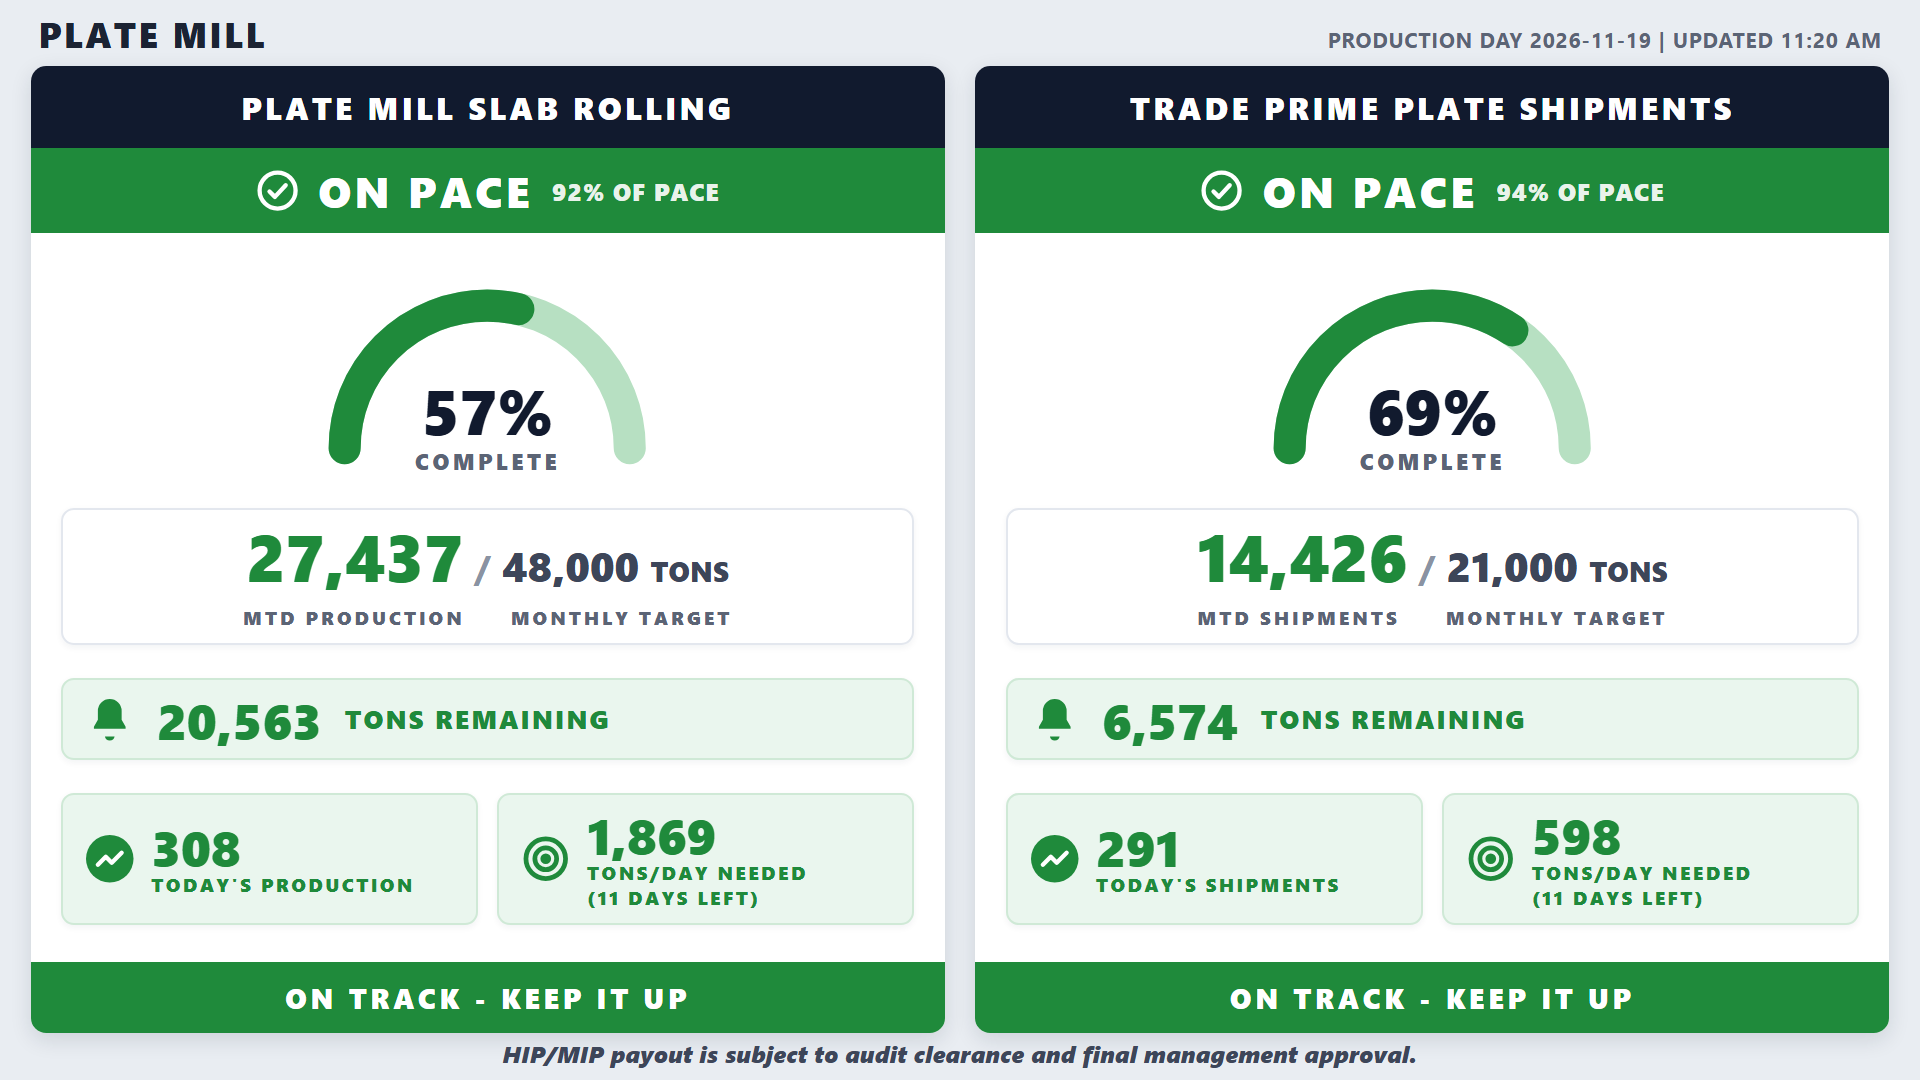 PLATE MILL
PRODUCTION DAY 2026-11-19 | UPDATED 11:20 AM
PLATE MILL SLAB ROLLING
ON PACE 92% OF PACE
57%
COMPLETE
27,437 / 48,000 TONS
MTD PRODUCTION MONTHLY TARGET
20,563 TONS REMAINING
308
TODAY'S PRODUCTION
1,869
TONS/DAY NEEDED
(11 DAYS LEFT)
ON TRACK - KEEP IT UP
TRADE PRIME PLATE SHIPMENTS
ON PACE 94% OF PACE
69%
COMPLETE
14,426 / 21,000 TONS
MTD SHIPMENTS MONTHLY TARGET
6,574 TONS REMAINING
291
TODAY'S SHIPMENTS
598
TONS/DAY NEEDED
(11 DAYS LEFT)
ON TRACK - KEEP IT UP
HIP/MIP payout is subject to audit clearance and final management approval.